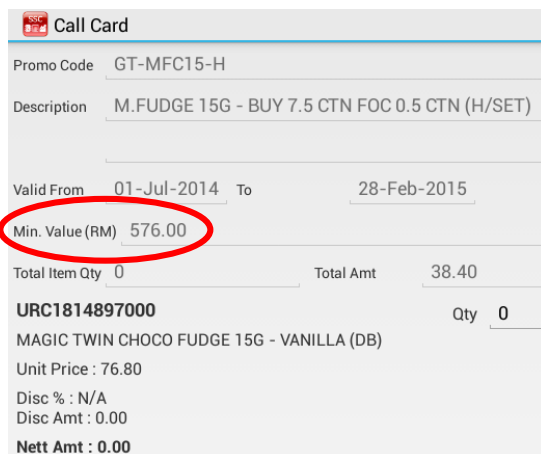 SSC Call Card
Promo Code GT-MFC15-H
Description M.FUDGE 15G - BUY 7.5 CTN FOC 0.5 CTN (H/SET)
Valid From 01-Jul-2014 To 28-Feb-2015
Min. Value (RM) 576.00
Total Item Qty 0 Total Amt 38.40
URC1814897000 Qty 0
MAGIC TWIN CHOCO FUDGE 15G - VANILLA (DB)
Unit Price : 76.80
Disc % : N/A
Disc Amt : 0.00
Nett Amt : 0.00